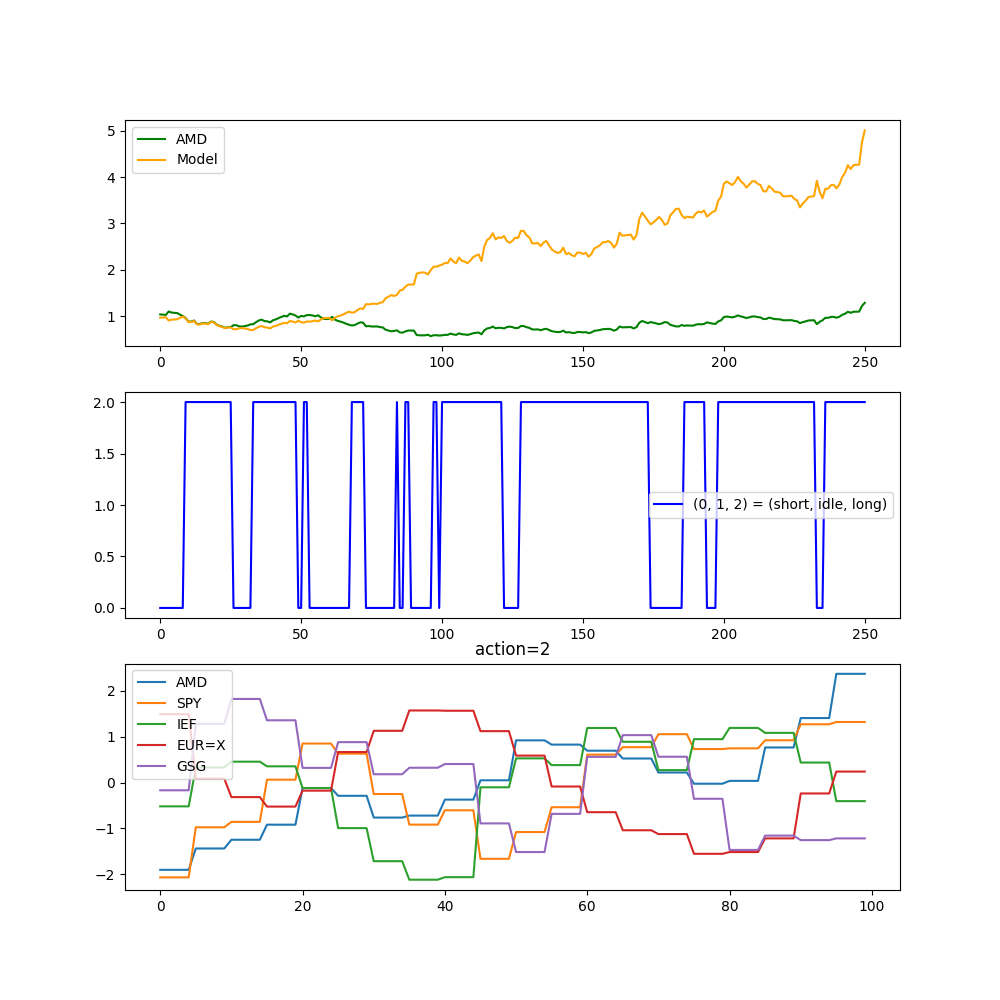 5
4
3
2
1
AMD
Model
0 50 100 150 200 250
2.0
1.5
1.0
0.5
0.0
(0, 1, 2) = (short, idle, long)
0 50 100 150 200 250
action=2
2
1
0
−1
−2
AMD
SPY
IEF
EUR=X
GSG
0 20 40 60 80 100